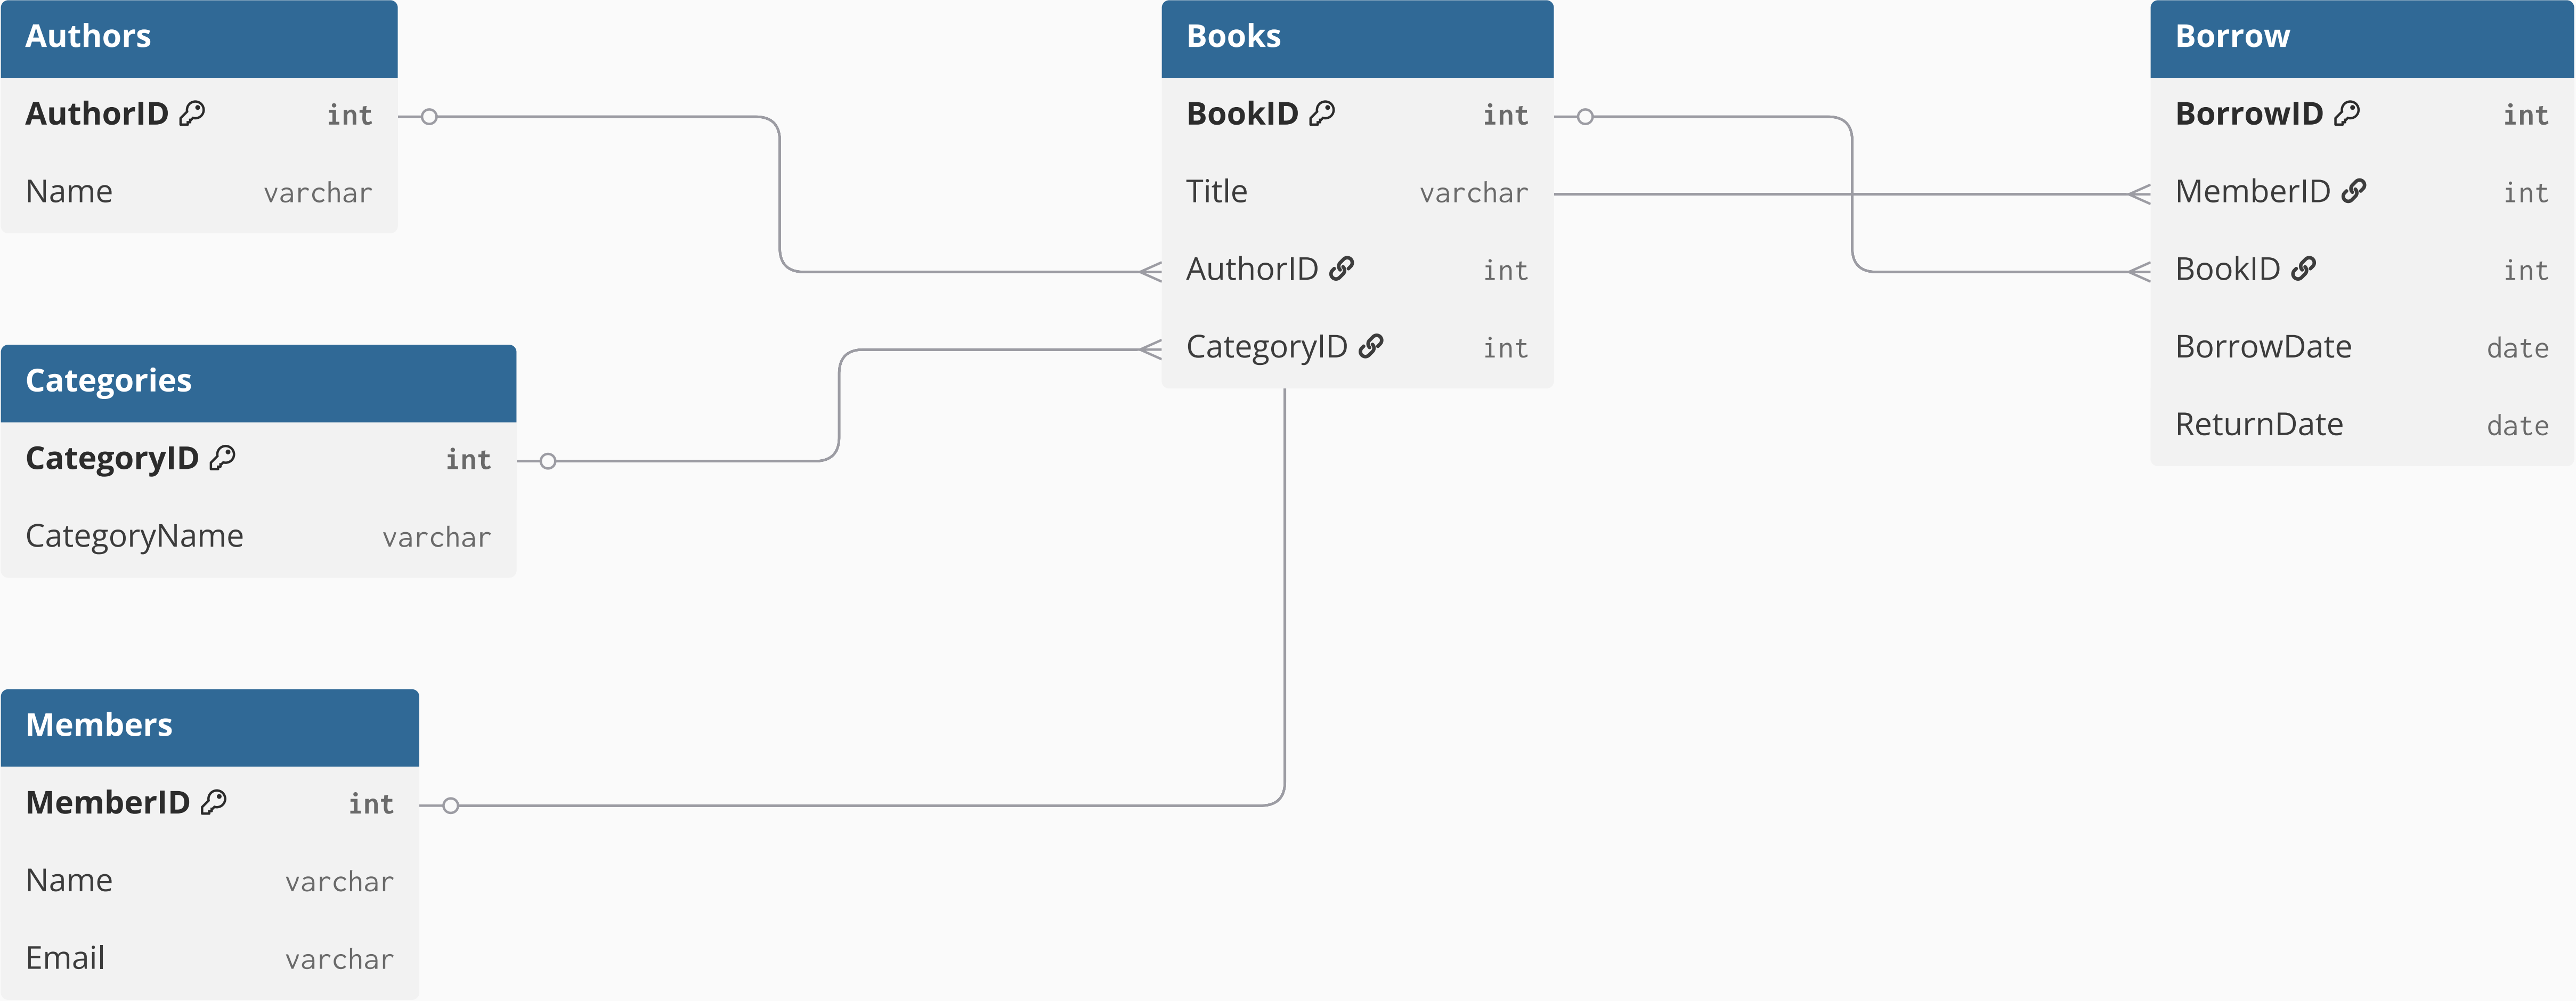 Authors
AuthorID int
Name varchar
Categories
CategoryID int
CategoryName varchar
Members
MemberID int
Name varchar
Email varchar
Books
BookID int
Title varchar
AuthorID int
CategoryID int
Borrow
BorrowID int
MemberID int
BookID int
BorrowDate date
ReturnDate date